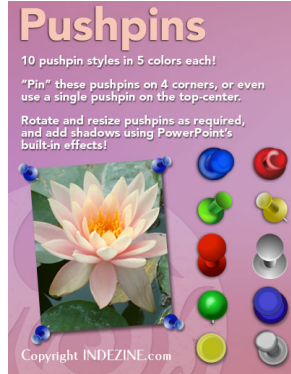 Pushpins
10 pushpin styles in 5 colors each!
“Pin” these pushpins on 4 corners, or even
use a single pushpin on the top-center.
Rotate and resize pushpins as required,
and add shadows using PowerPoint’s
built-in effects!
Copyright INDEZINE.com